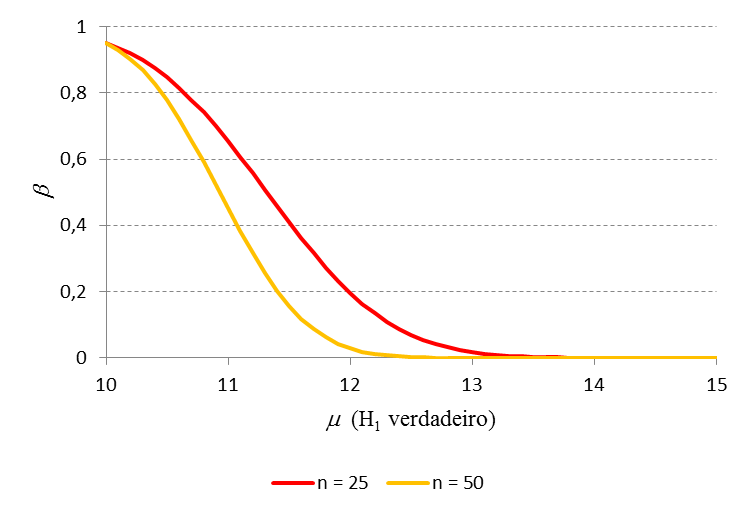 1
0,8
0,6
0,4
0,2
0
β
10 11 12 13 14 15
μ (H₁ verdadeiro)
n = 25 n = 50